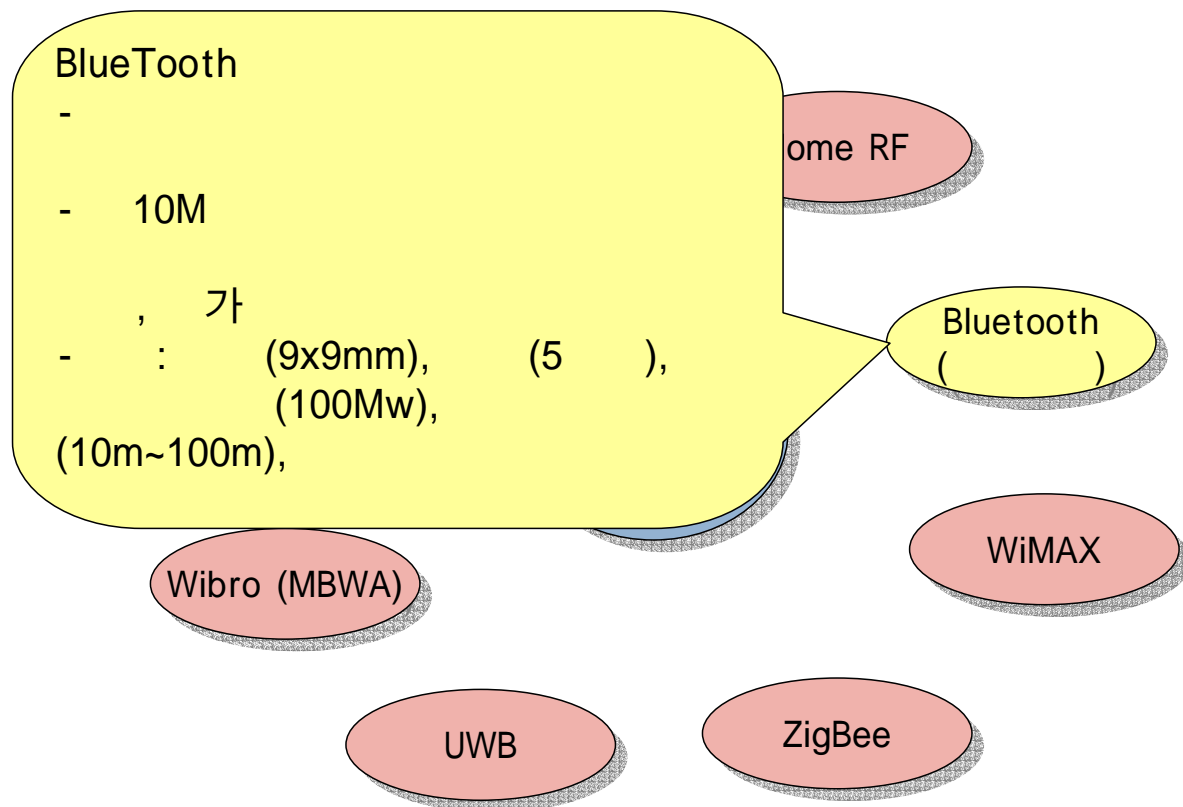 BlueTooth
-
- 10M
, 가
- : (9x9mm), (5 ),
(100Mw),
(10m~100m),
ome RF
Bluetooth
( )
WiMAX
Wibro (MBWA)
UWB
ZigBee